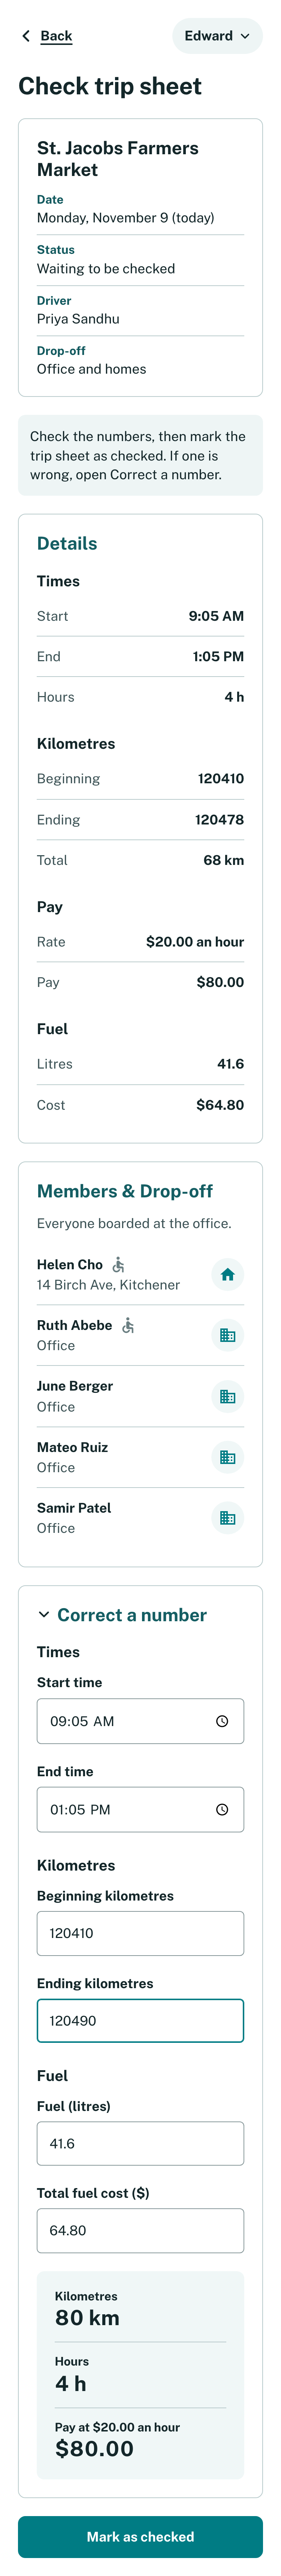 Back
Edward
Check trip sheet
St. Jacobs Farmers
Market
Date
Monday, November 9 (today)
Status
Waiting to be checked
Driver
Priya Sandhu
Drop-off
Office and homes
Check the numbers, then mark the
trip sheet as checked. If one is
wrong, open Correct a number.
Details
Times
Start 9:05 AM
End 1:05 PM
Hours 4 h
Kilometres
Beginning 120410
Ending 120478
Total 68 km
Pay
Rate $20.00 an hour
Pay $80.00
Fuel
Litres 41.6
Cost $64.80
Members & Drop-off
Everyone boarded at the office.
Helen Cho
14 Birch Ave, Kitchener
Ruth Abebe
Office
June Berger
Office
Mateo Ruiz
Office
Samir Patel
Office
Correct a number
Times
Start time
09:05 AM
End time
01:05 PM
Kilometres
Beginning kilometres
120410
Ending kilometres
120490
Fuel
Fuel (litres)
41.6
Total fuel cost ($)
64.80
Kilometres
80 km
Hours
4 h
Pay at $20.00 an hour
$80.00
Mark as checked